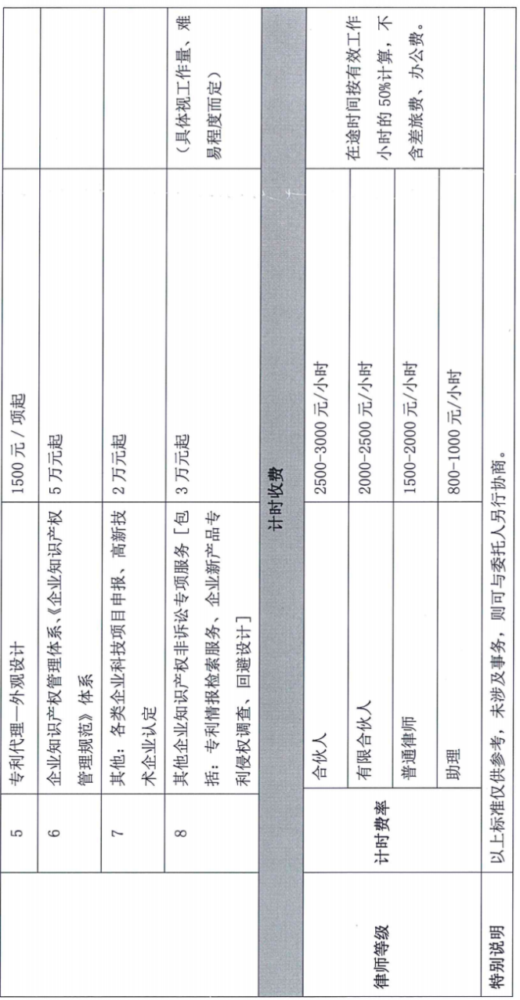 5
专利代理—外观设计
1500 元 / 项起
6
企业知识产权管理体系、《企业知识产权
管理规范》体系
5 万元起
7
其他：各类企业科技项目申报、高新技
术企业认定
2 万元起
8
其他企业知识产权非诉讼专项服务［包
括：专利情报检索服务、企业新产品专
利侵权调查、回避设计］
3 万元起
（具体视工作量、难
易程度而定）
计时收费
律师等级
计时费率
合伙人
2500-3000 元/小时
有限合伙人
2000-2500 元/小时
普通律师
1500-2000 元/小时
助理
800-1000 元/小时
在途时间按有效工作
小时的 50%计算，不
含差旅费、办公费。
特别说明
以上标准仅供参考，未涉及事务，则可与委托人另行协商。